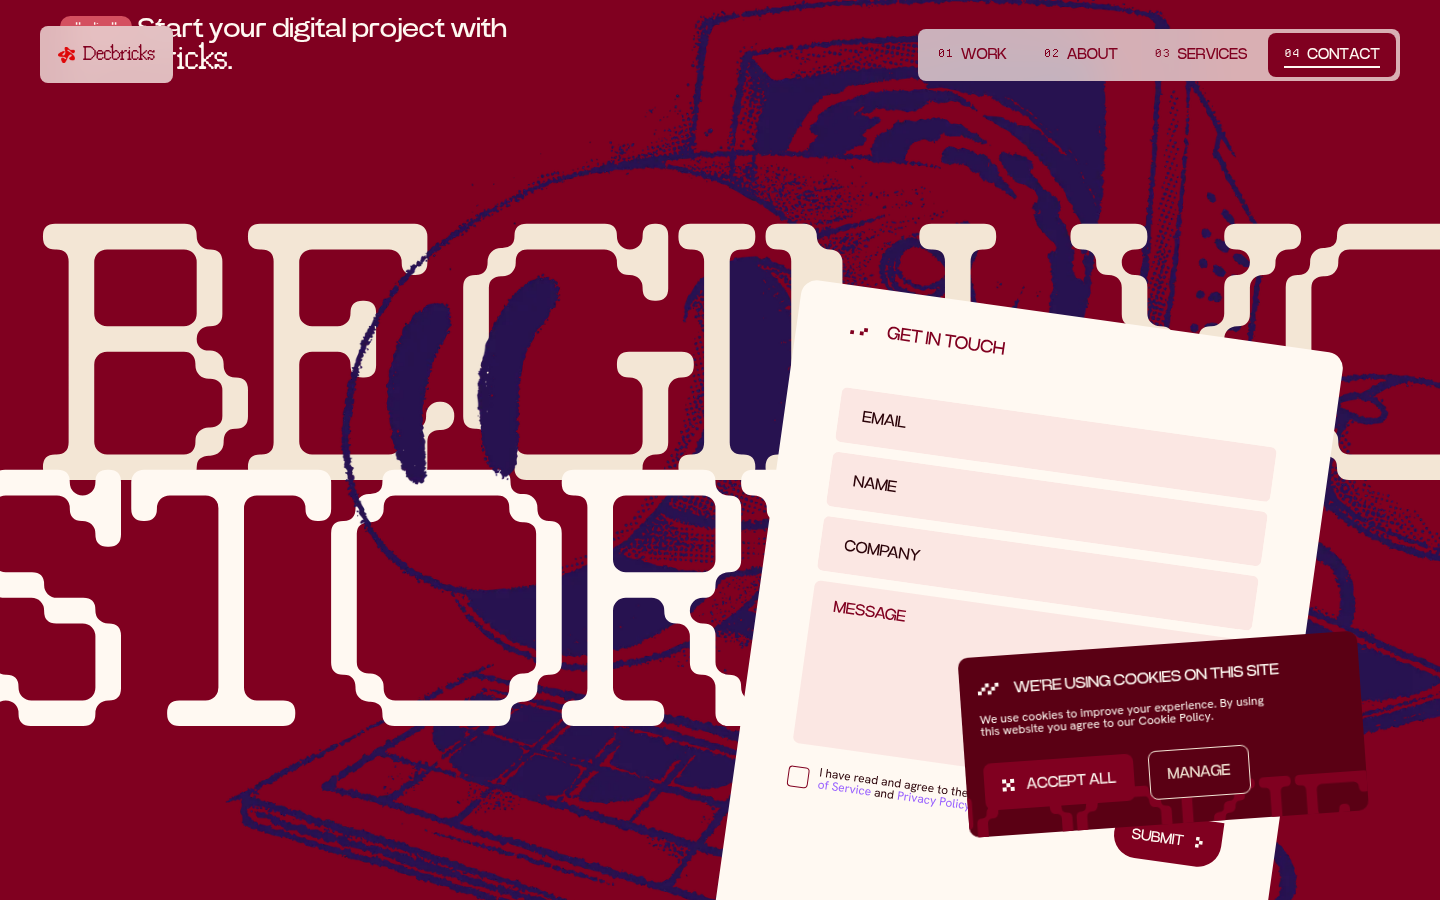 Start your digital project with
ricks.
Decbricks
01 WORK
02 ABOUT
03 SERVICES
04 CONTACT
BEGIN
STOR
GET IN TOUCH
EMAIL
NAME
COMPANY
MESSAGE
I have read and agree to the
of Service and Privacy Policy
SUBMIT
WE'RE USING COOKIES ON THIS SITE
We use cookies to improve your experience. By using
this website you agree to our Cookie Policy.
ACCEPT ALL
MANAGE